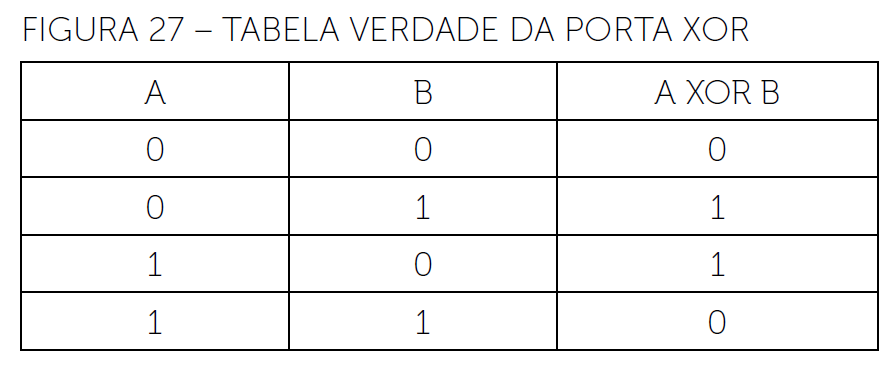 FIGURA 27 – TABELA VERDADE DA PORTA XOR
A B A XOR B
0 0 0
0 1 1
1 0 1
1 1 0